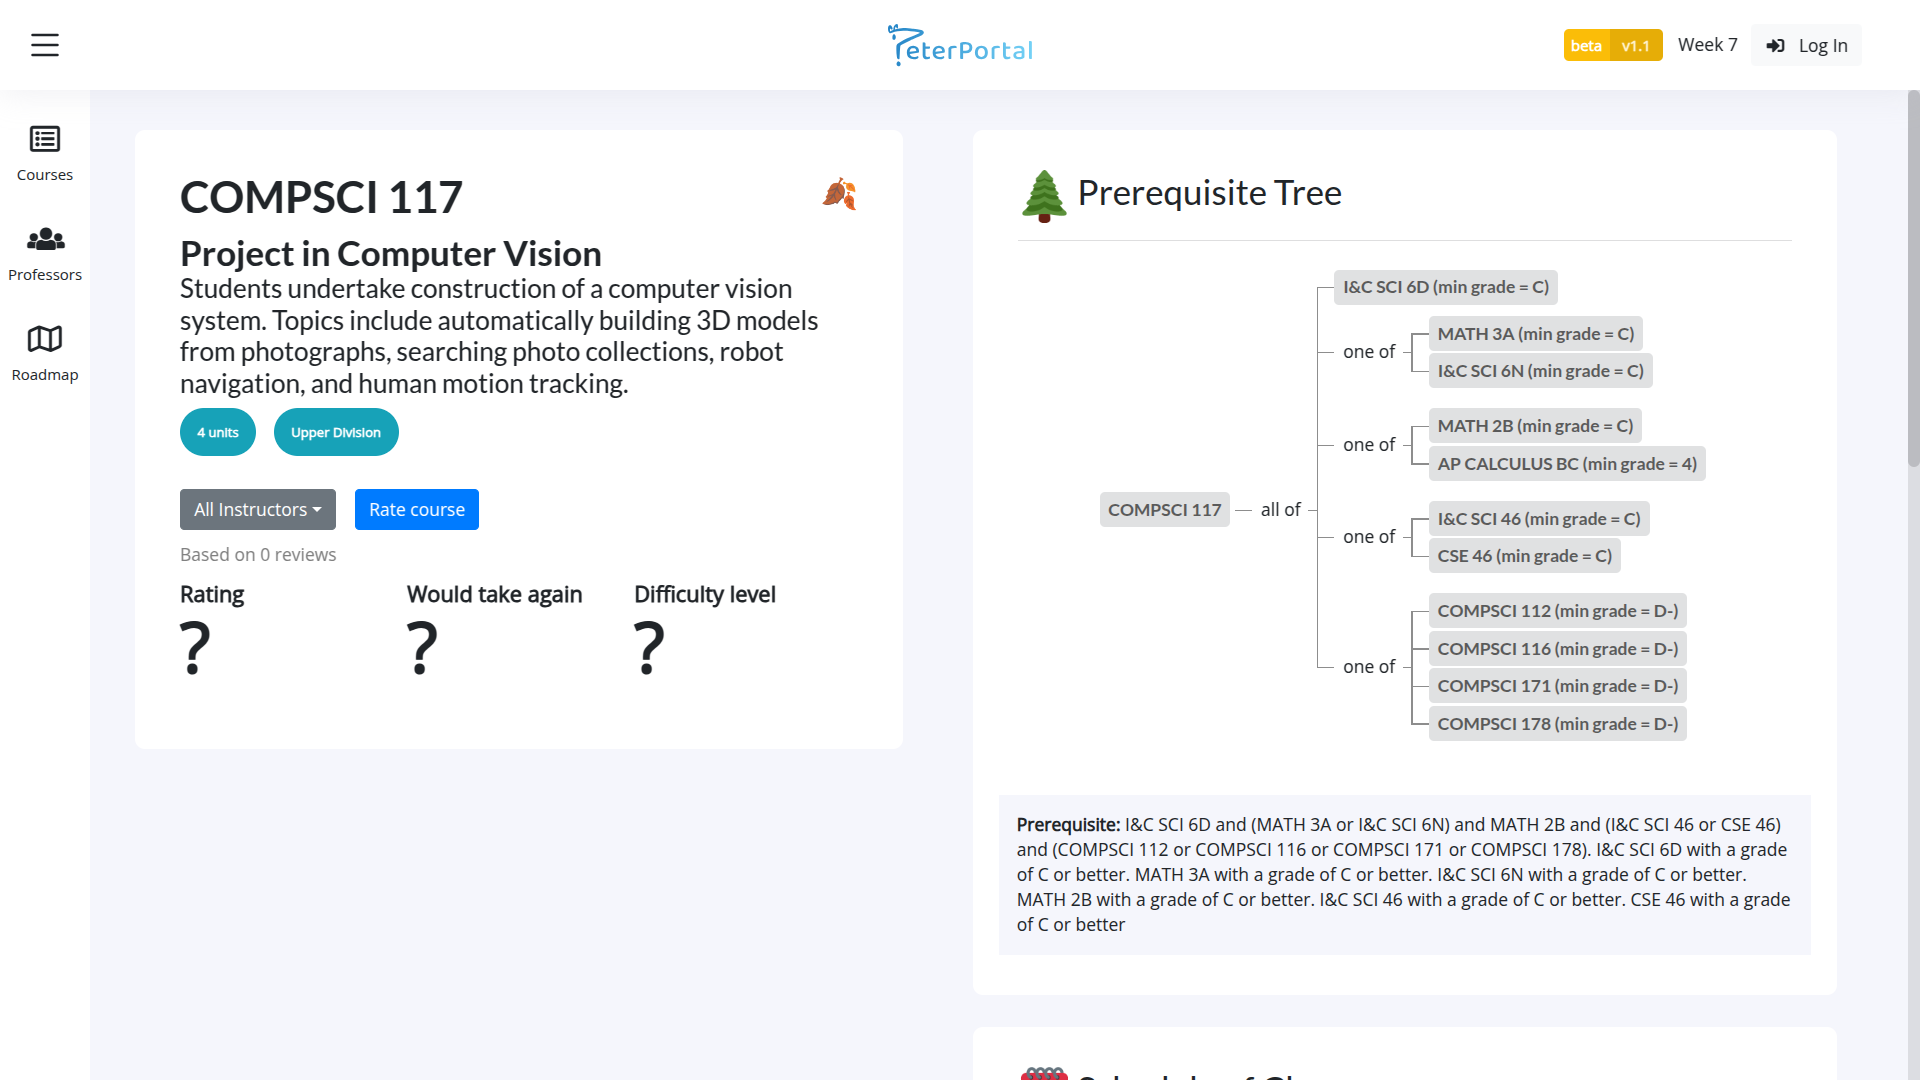 PeterPortal
beta v1.1
Week 7
Log In
Courses
Professors
Roadmap
COMPSCI 117
Project in Computer Vision
Students undertake construction of a computer vision
system. Topics include automatically building 3D models
from photographs, searching photo collections, robot
navigation, and human motion tracking.
4 units
Upper Division
All Instructors
Rate course
Based on 0 reviews
Rating
Would take again
Difficulty level
?
?
?
Prerequisite Tree
COMPSCI 117
all of
I&C SCI 6D (min grade = C)
one of
MATH 3A (min grade = C)
I&C SCI 6N (min grade = C)
one of
MATH 2B (min grade = C)
AP CALCULUS BC (min grade = 4)
one of
I&C SCI 46 (min grade = C)
CSE 46 (min grade = C)
one of
COMPSCI 112 (min grade = D-)
COMPSCI 116 (min grade = D-)
COMPSCI 171 (min grade = D-)
COMPSCI 178 (min grade = D-)
Prerequisite: I&C SCI 6D and (MATH 3A or I&C SCI 6N) and MATH 2B and (I&C SCI 46 or CSE 46)
and (COMPSCI 112 or COMPSCI 116 or COMPSCI 171 or COMPSCI 178). I&C SCI 6D with a grade
of C or better. MATH 3A with a grade of C or better. I&C SCI 6N with a grade of C or better.
MATH 2B with a grade of C or better. I&C SCI 46 with a grade of C or better. CSE 46 with a grade
of C or better